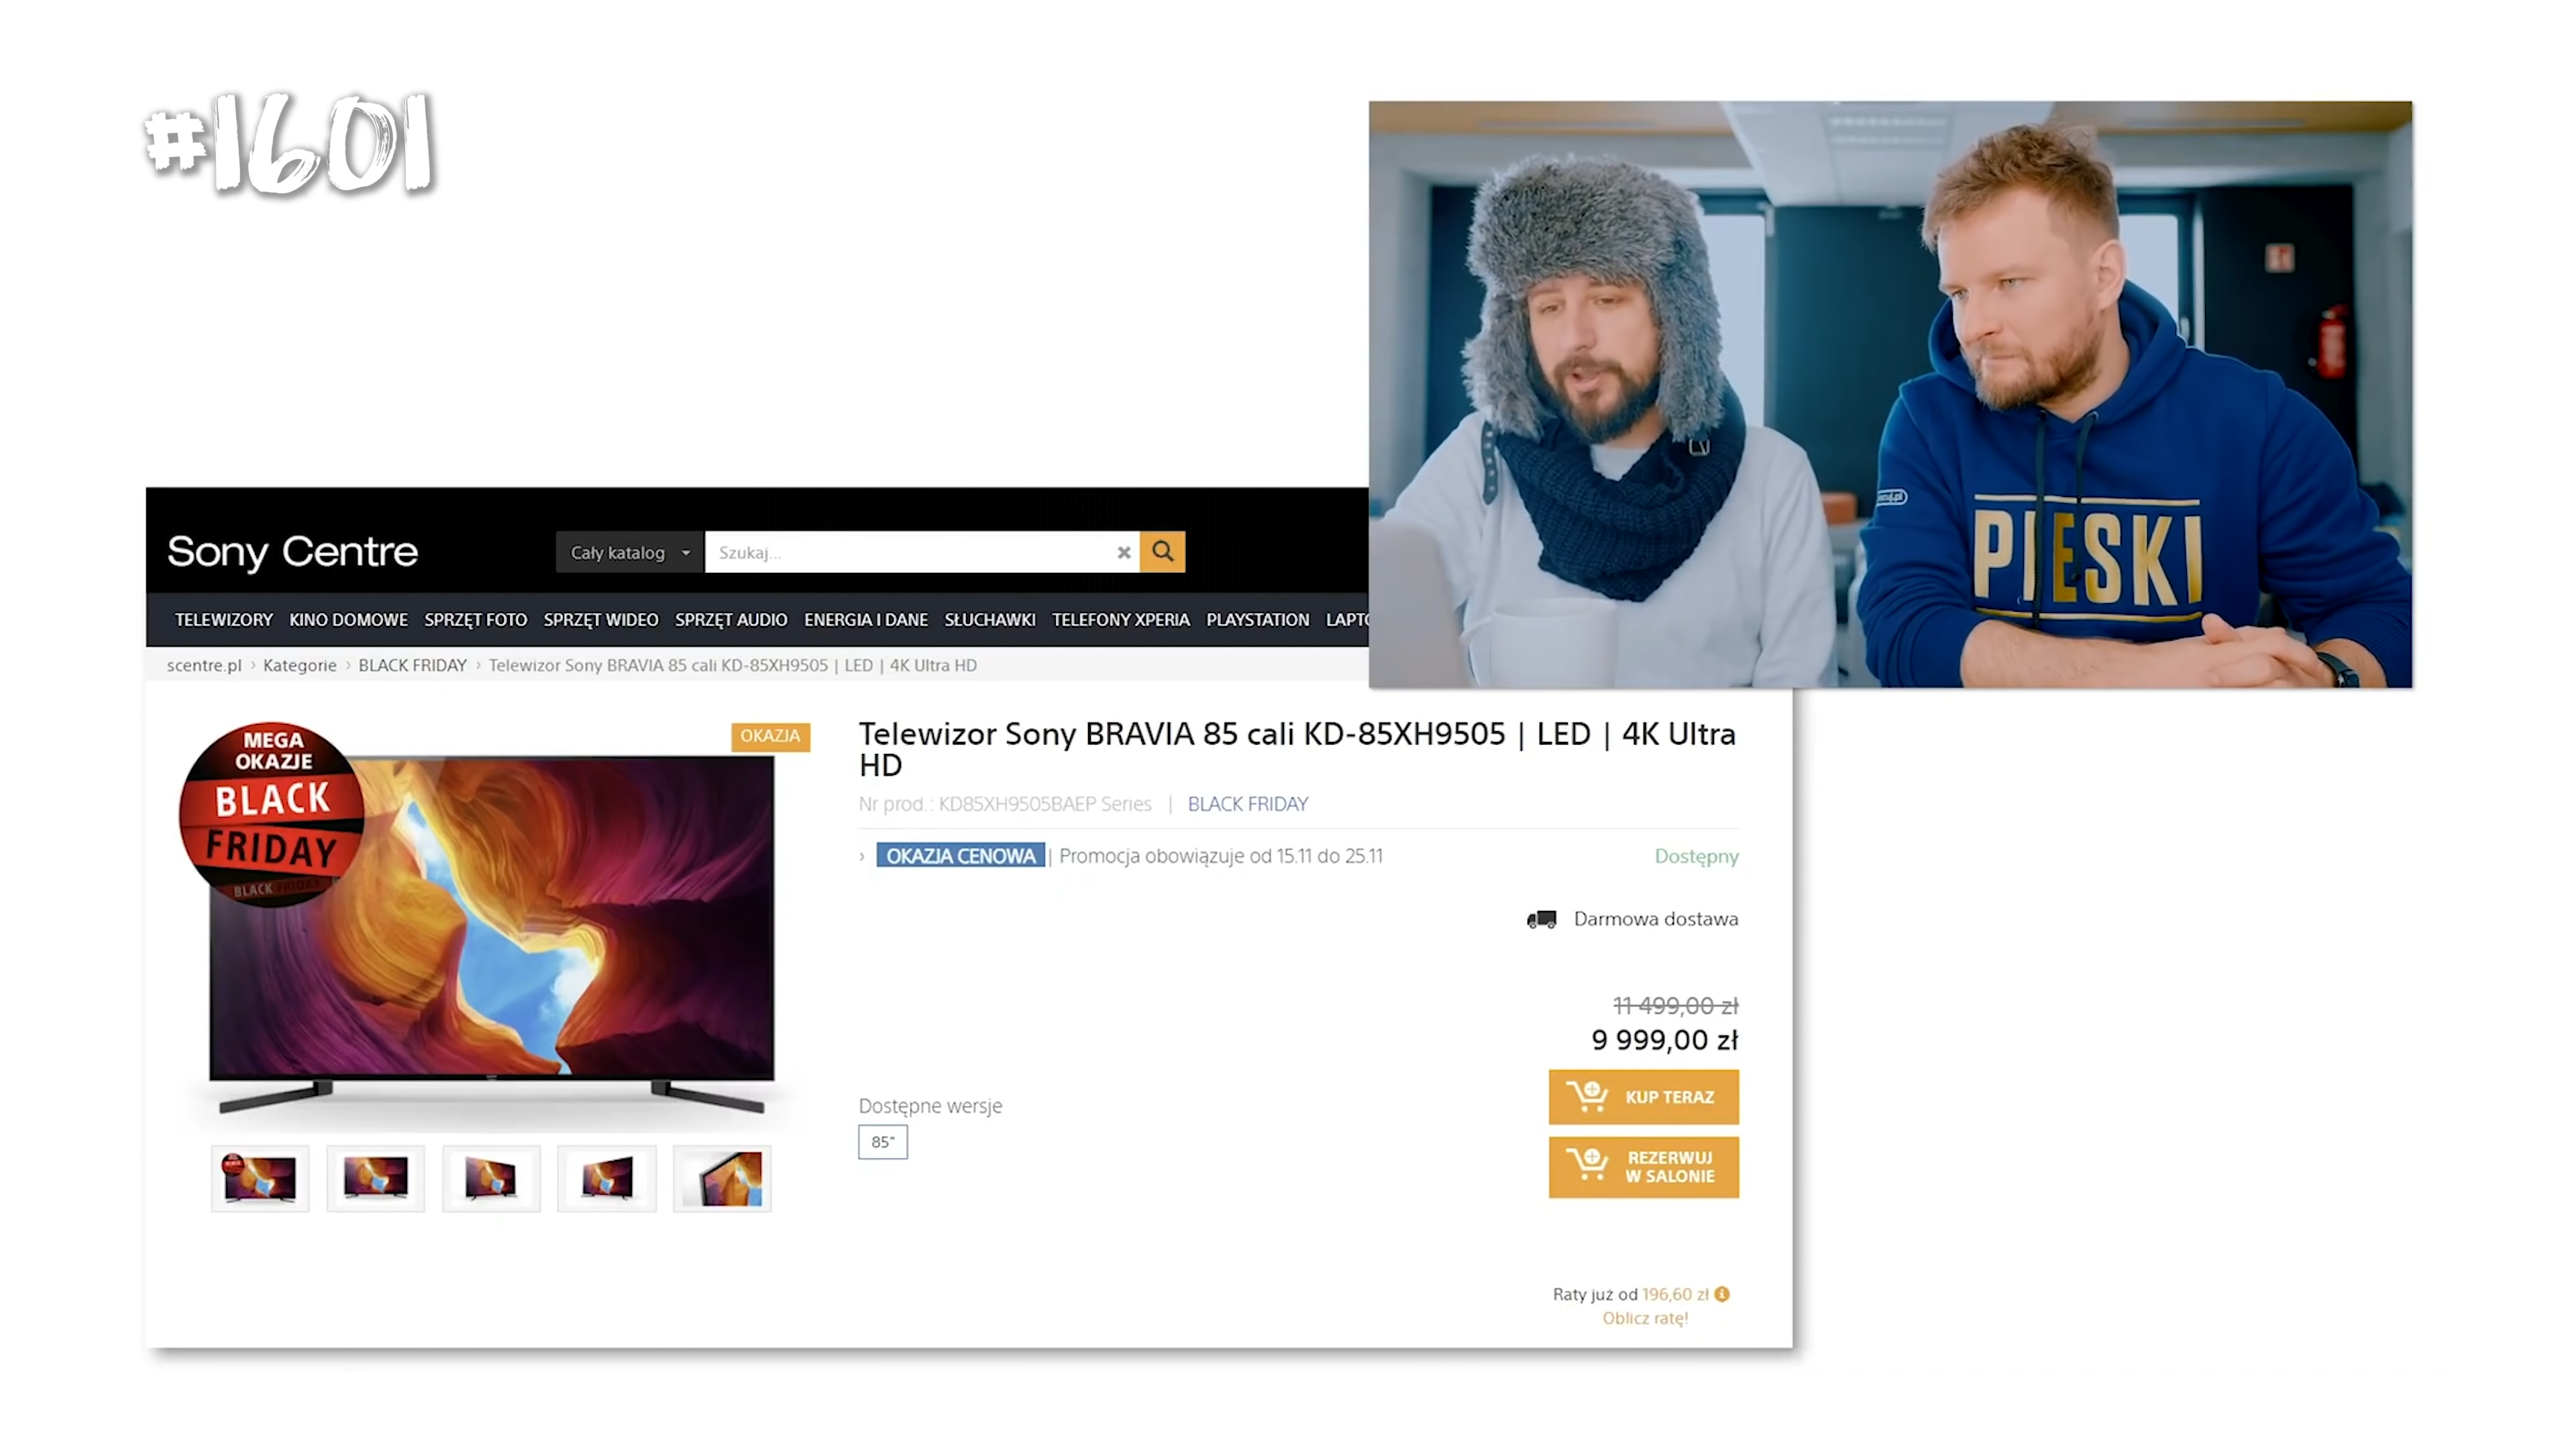 #1601
PIESKI
Sony Centre
Cały katalog
Szukaj...
TELEWIZORY KINO DOMOWE SPRZĘT FOTO SPRZĘT WIDEO SPRZĘT AUDIO ENERGIA I DANE SŁUCHAWKI TELEFONY XPERIA PLAYSTATION LAPTO
scentre.pl › Kategorie › BLACK FRIDAY › Telewizor Sony BRAVIA 85 cali KD-85XH9505 | LED | 4K Ultra HD
MEGA
OKAZJE
BLACK
FRIDAY
BLACK FRIDAY
OKAZJA
Telewizor Sony BRAVIA 85 cali KD-85XH9505 | LED | 4K Ultra
HD
Nr prod.: KD85XH9505BAEP Series | BLACK FRIDAY
› OKAZJA CENOWA | Promocja obowiązuje od 15.11 do 25.11
Dostępny
Darmowa dostawa
11 499,00 zł
9 999,00 zł
KUP TERAZ
Dostępne wersje
85"
REZERWUJ
W SALONIE
Raty już od 196,60 zł
Oblicz ratę!